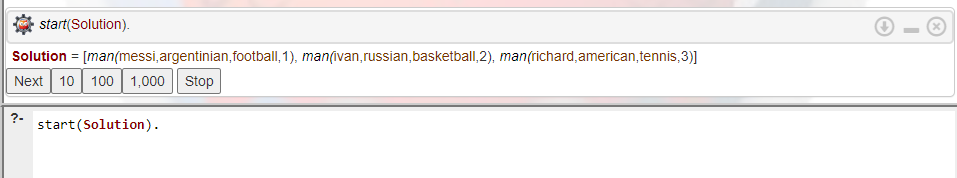 start(Solution).
Solution = [man(messi,argentinian,football,1), man(ivan,russian,basketball,2), man(richard,american,tennis,3)]
Next 10 100 1,000 Stop
?- start(Solution).